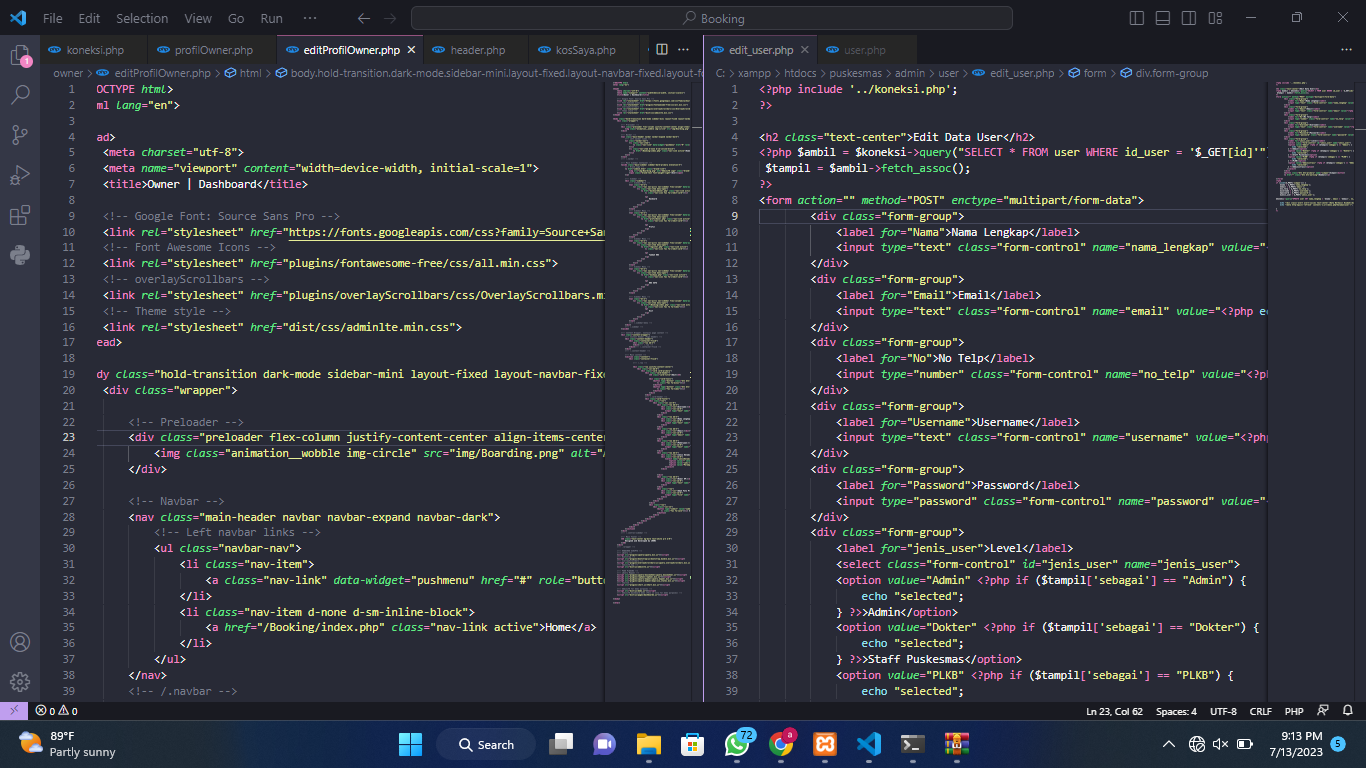 File Edit Selection View Go Run ··· Booking
1
koneksi.php profilOwner.php editProfilOwner.php header.php kosSaya.php
edit_user.php user.php
owner > editProfilOwner.php > html > body.hold-transition.dark-mode.sidebar-mini.layout-fixed.layout-navbar-fixed.layout-fo
C: > xampp > htdocs > puskesmas > admin > user > edit_user.php > form > div.form-group
1 OCTYPE html>
2 ml lang="en">
3
4 ad>
5 <meta charset="utf-8">
6 <meta name="viewport" content="width=device-width, initial-scale=1">
7 <title>Owner | Dashboard</title>
8
9 <!-- Google Font: Source Sans Pro -->
10 <link rel="stylesheet" href="https://fonts.googleapis.com/css?family=Source+San
11 <!-- Font Awesome Icons -->
12 <link rel="stylesheet" href="plugins/fontawesome-free/css/all.min.css">
13 <!-- overlayScrollbars -->
14 <link rel="stylesheet" href="plugins/overlayScrollbars/css/OverlayScrollbars.mi
15 <!-- Theme style -->
16 <link rel="stylesheet" href="dist/css/adminlte.min.css">
17 ead>
18
19 dy class="hold-transition dark-mode sidebar-mini layout-fixed layout-navbar-fixe
20 <div class="wrapper">
21
22 <!-- Preloader -->
23 <div class="preloader flex-column justify-content-center align-items-center
24 <img class="animation__wobble img-circle" src="img/Boarding.png" alt="
25 </div>
26
27 <!-- Navbar -->
28 <nav class="main-header navbar navbar-expand navbar-dark">
29 <!-- Left navbar links -->
30 <ul class="navbar-nav">
31 <li class="nav-item">
32 <a class="nav-link" data-widget="pushmenu" href="#" role="butto
33 </li>
34 <li class="nav-item d-none d-sm-inline-block">
35 <a href="/Booking/index.php" class="nav-link active">Home</a>
36 </li>
37 </ul>
38 </nav>
39 <!-- /.navbar -->
1 <?php include '../koneksi.php';
2 ?>
3
4 <h2 class="text-center">Edit Data User</h2>
5 <?php $ambil = $koneksi->query("SELECT * FROM user WHERE id_user = '$_GET[id]'"
6 $tampil = $ambil->fetch_assoc();
7 ?>
8 <form action="" method="POST" enctype="multipart/form-data">
9 <div class="form-group">
10 <label for="Nama">Nama Lengkap</label>
11 <input type="text" class="form-control" name="nama_lengkap" value="
12 </div>
13 <div class="form-group">
14 <label for="Email">Email</label>
15 <input type="text" class="form-control" name="email" value="<?php e
16 </div>
17 <div class="form-group">
18 <label for="No">No Telp</label>
19 <input type="number" class="form-control" name="no_telp" value="<?p
20 </div>
21 <div class="form-group">
22 <label for="Username">Username</label>
23 <input type="text" class="form-control" name="username" value="<?php
24 </div>
25 <div class="form-group">
26 <label for="Password">Password</label>
27 <input type="password" class="form-control" name="password" value="
28 </div>
29 <div class="form-group">
30 <label for="jenis_user">Level</label>
31 <select class="form-control" id="jenis_user" name="jenis_user">
32 <option value="Admin" <?php if ($tampil['sebagai'] == "Admin") {
33 echo "selected";
34 } ?>>Admin</option>
35 <option value="Dokter" <?php if ($tampil['sebagai'] == "Dokter") {
36 echo "selected";
37 } ?>>Staff Puskesmas</option>
38 <option value="PLKB" <?php if ($tampil['sebagai'] == "PLKB") {
39 echo "selected";
0 0 Ln 23, Col 62 Spaces: 4 UTF-8 CRLF PHP
89°F
Partly sunny
Search
72
a
9:13 PM
7/13/2023
5